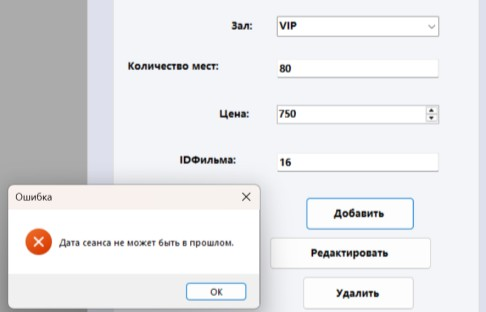 Зал: VIP
Количество мест: 80
Цена: 750
IDФильма: 16
Ошибка
Дата сеанса не может быть в прошлом.
OK
Добавить
Редактировать
Удалить